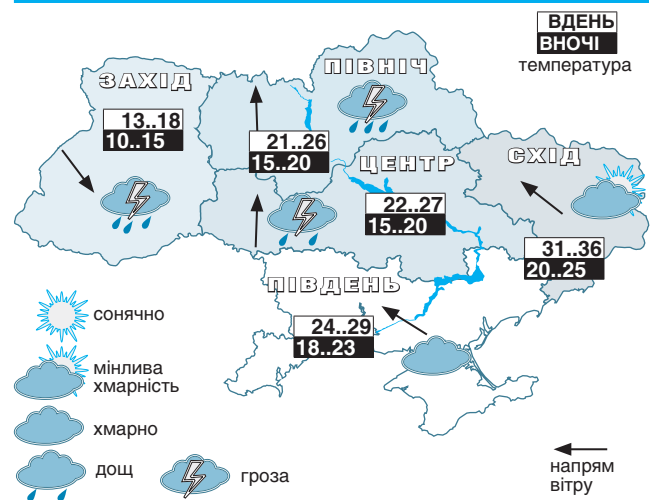 ВДЕНЬ
ВНОЧІ
температура
ПІВНІЧ
ЗАХІД
13..18
10..15
21..26
15..20
ЦЕНТР
СХІД
22..27
15..20
31..36
20..25
ПІВДЕНЬ
24..29
18..23
сонячно
мінлива
хмарність
хмарно
дощ
гроза
напрям
вітру